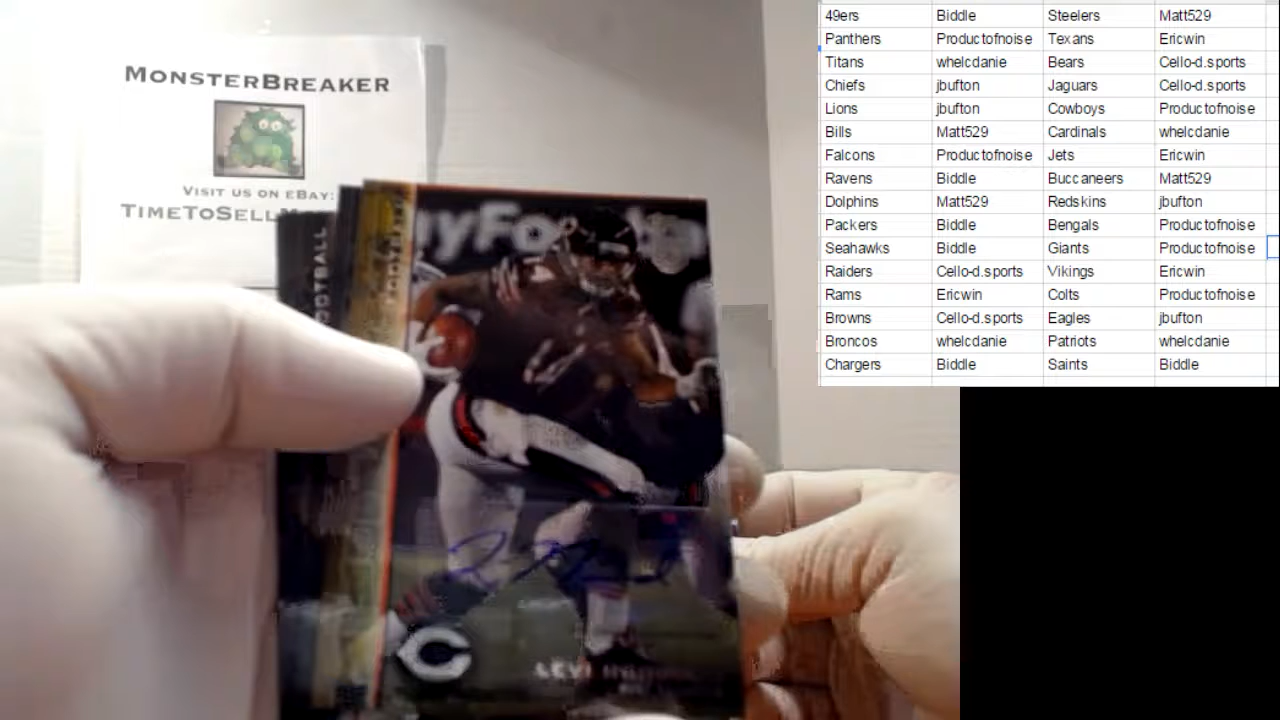 MONSTERBREAKER
VISIT US ON EBAY:
TIMETOSELL
FOOTBALL
49ers Biddle Steelers Matt529
Panthers Productofnoise Texans Ericwin
Titans whelcdanie Bears Cello-d.sports
Chiefs jbufton Jaguars Cello-d.sports
Lions jbufton Cowboys Productofnoise
Bills Matt529 Cardinals whelcdanie
Falcons Productofnoise Jets Ericwin
Ravens Biddle Buccaneers Matt529
Dolphins Matt529 Redskins jbufton
Packers Biddle Bengals Productofnoise
Seahawks Biddle Giants Productofnoise
Raiders Cello-d.sports Vikings Ericwin
Rams Ericwin Colts Productofnoise
Browns Cello-d.sports Eagles jbufton
Broncos whelcdanie Patriots whelcdanie
Chargers Biddle Saints Biddle
C
LEVI